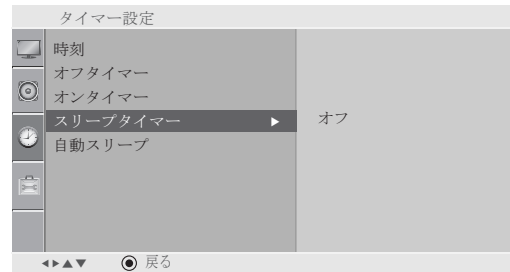 タイマー設定
時刻
オフタイマー
オンタイマー
スリープタイマー ▶ オフ
自動スリープ
◀▶▲▼ ◉ 戻る